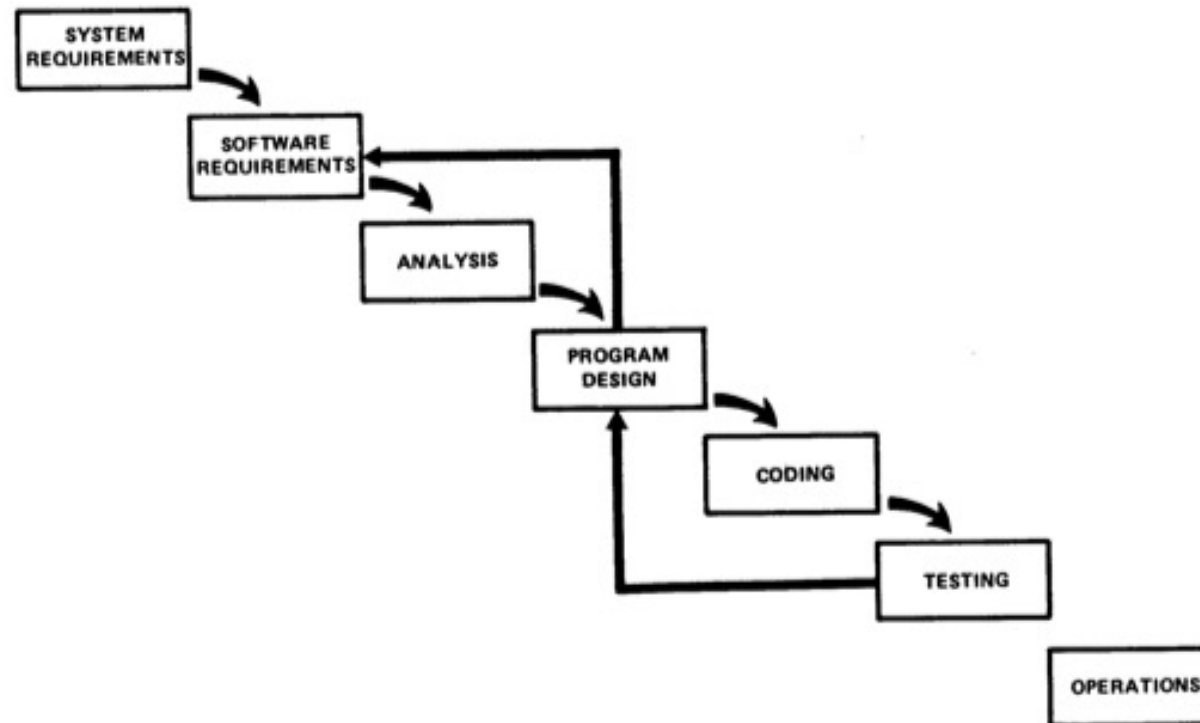 SYSTEM
REQUIREMENTS
SOFTWARE
REQUIREMENTS
ANALYSIS
PROGRAM
DESIGN
CODING
TESTING
OPERATIONS